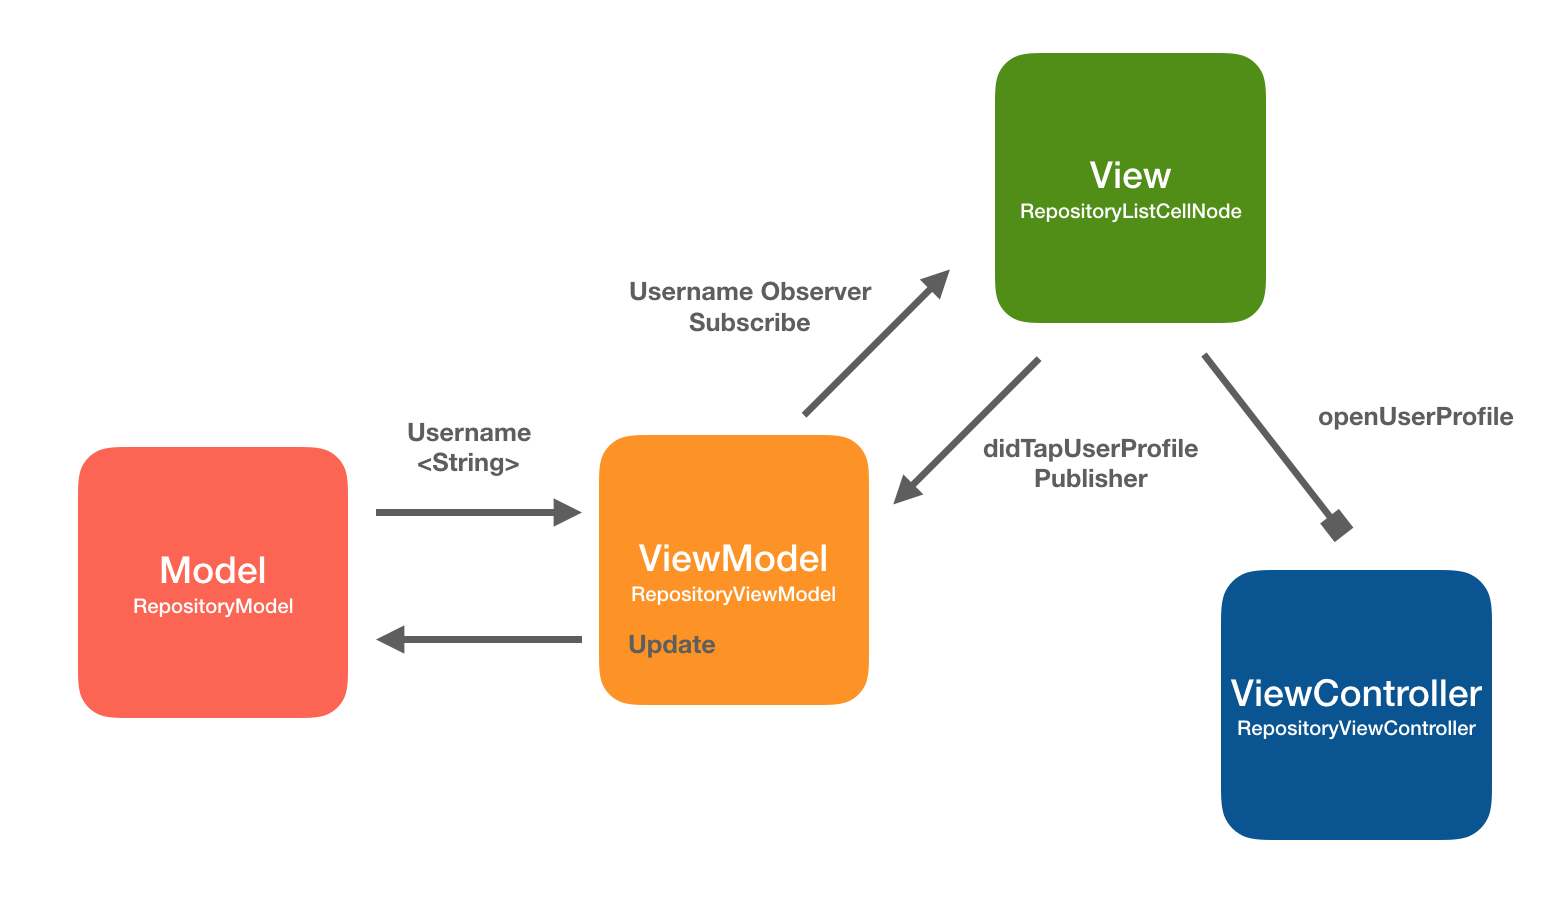 View
RepositoryListCellNode
Username Observer
Subscribe
openUserProfile
Username
<String>
didTapUserProfile
Publisher
Model
RepositoryModel
ViewModel
RepositoryViewModel
Update
ViewController
RepositoryViewController